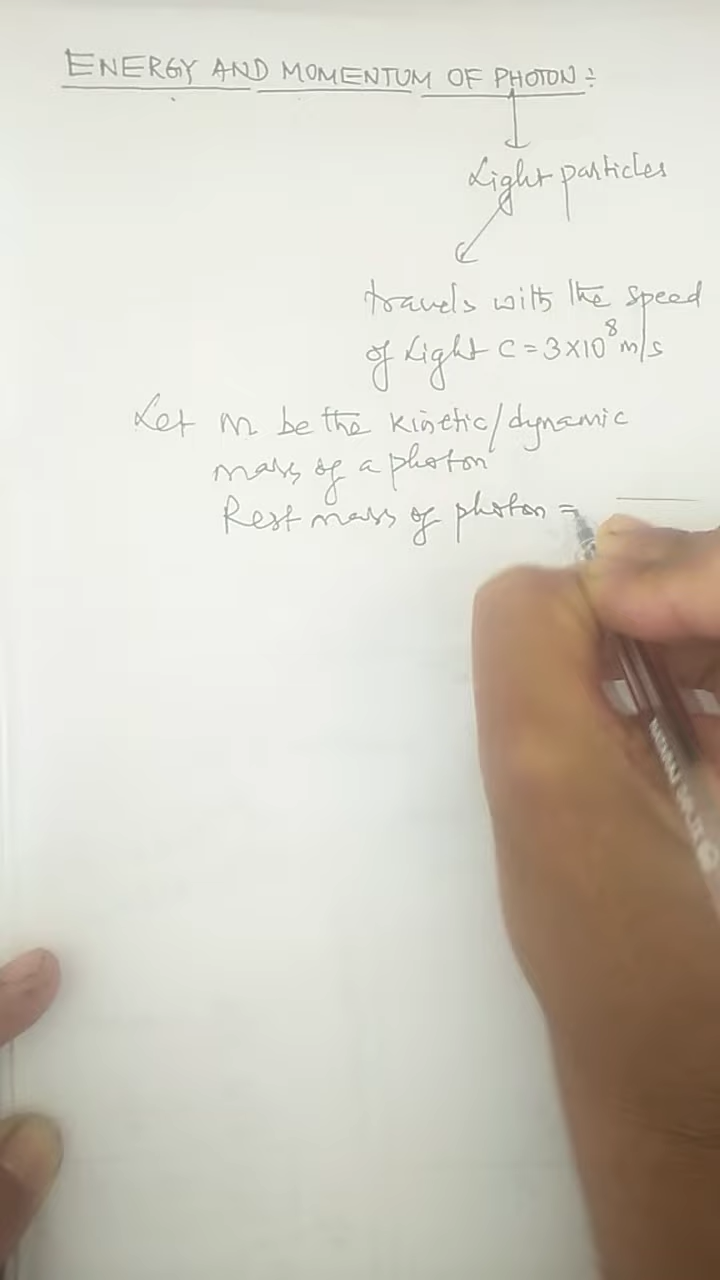 ENERGY AND MOMENTUM OF PHOTON :
Light particles
travels with the speed
of light C = 3×10⁸ m/s
Let m be the kinetic/dynamic
mass of a photon
Rest mass of photon =